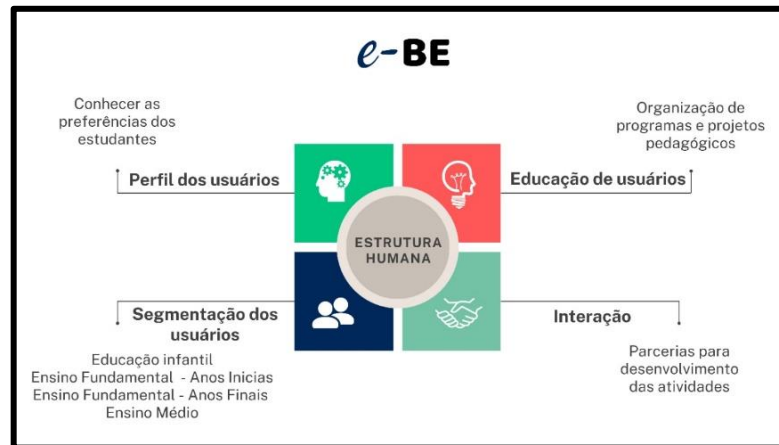 e-BE
Conhecer as
preferências dos
estudantes
Perfil dos usuários
Organização de
programas e projetos
pedagógicos
Educação de usuários
ESTRUTURA
HUMANA
Segmentação dos
usuários
Educação infantil
Ensino Fundamental - Anos Inicias
Ensino Fundamental - Anos Finais
Ensino Médio
Interação
Parcerias para
desenvolvimento
das atividades